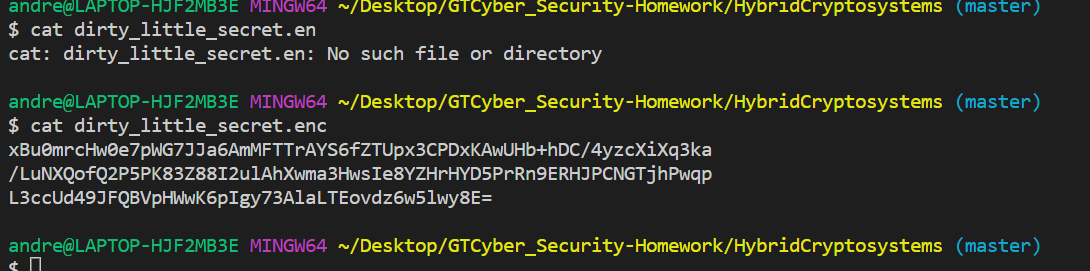 andre@LAPTOP-HJF2MB3E MINGW64 ~/Desktop/GTCyber_Security-Homework/HybridCryptosystems (master)
$ cat dirty_little_secret.en
cat: dirty_little_secret.en: No such file or directory
andre@LAPTOP-HJF2MB3E MINGW64 ~/Desktop/GTCyber_Security-Homework/HybridCryptosystems (master)
$ cat dirty_little_secret.enc
xBu0mrcHw0e7pWG7JJa6AmMFTTrAYS6fZTUpx3CPDxKAwUHb+hDC/4yzcXiXq3ka
/LuNXQofQ2P5PK83Z88I2ulAhXwma3HwsIe8YZHrHYD5PrRn9ERHJPCNGTjhPwqp
L3ccUd49JFQBVpHWwK6pIgy73AlaLTEovdz6w5lwy8E=
andre@LAPTOP-HJF2MB3E MINGW64 ~/Desktop/GTCyber_Security-Homework/HybridCryptosystems (master)
$